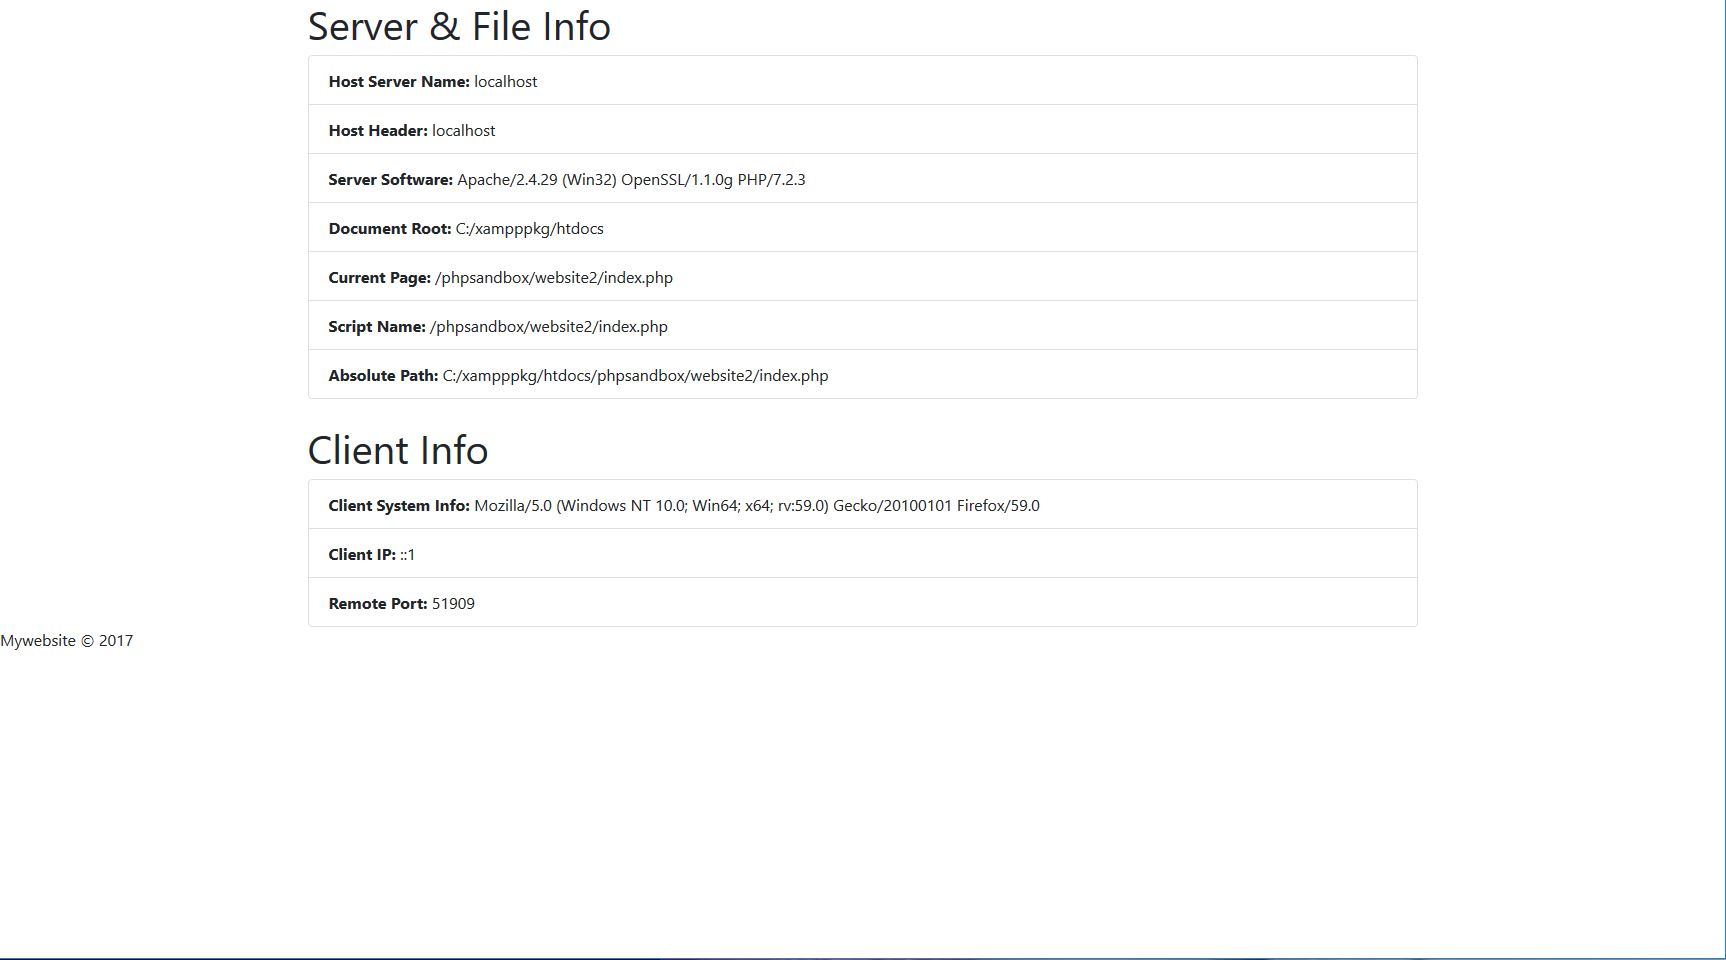 Server & File Info
Host Server Name: localhost
Host Header: localhost
Server Software: Apache/2.4.29 (Win32) OpenSSL/1.1.0g PHP/7.2.3
Document Root: C:/xampppkg/htdocs
Current Page: /phpsandbox/website2/index.php
Script Name: /phpsandbox/website2/index.php
Absolute Path: C:/xampppkg/htdocs/phpsandbox/website2/index.php
Client Info
Client System Info: Mozilla/5.0 (Windows NT 10.0; Win64; x64; rv:59.0) Gecko/20100101 Firefox/59.0
Client IP: ::1
Remote Port: 51909
Mywebsite © 2017